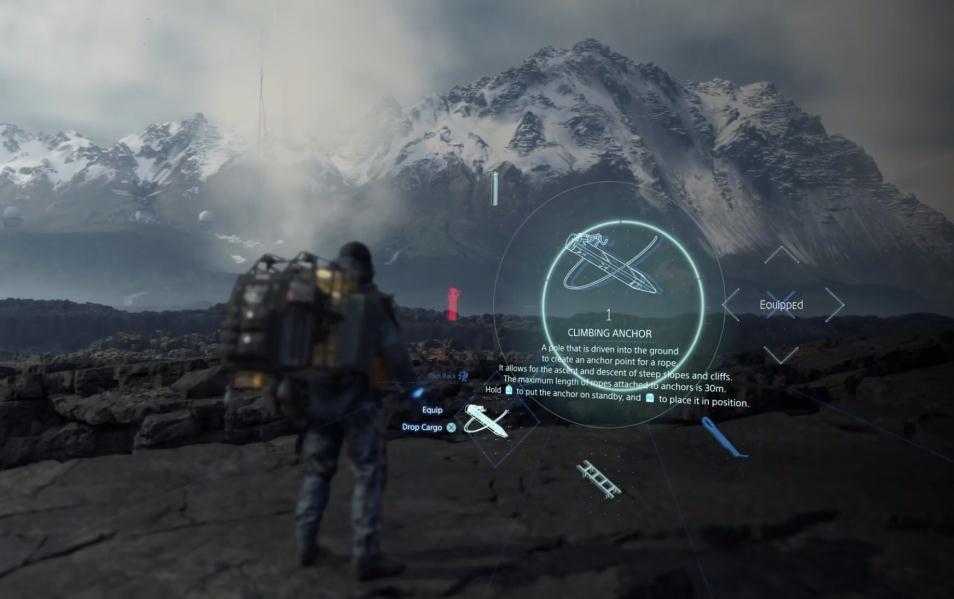 1
CLIMBING ANCHOR
A pole that is driven into the ground
to create an anchor point for a rope.
It allows for the ascent and descent of steep slopes and cliffs.
The maximum length of ropes attached to anchors is 30m.
Hold to put the anchor on standby, and to place it in position.
Equipped
Equip
Drop Cargo